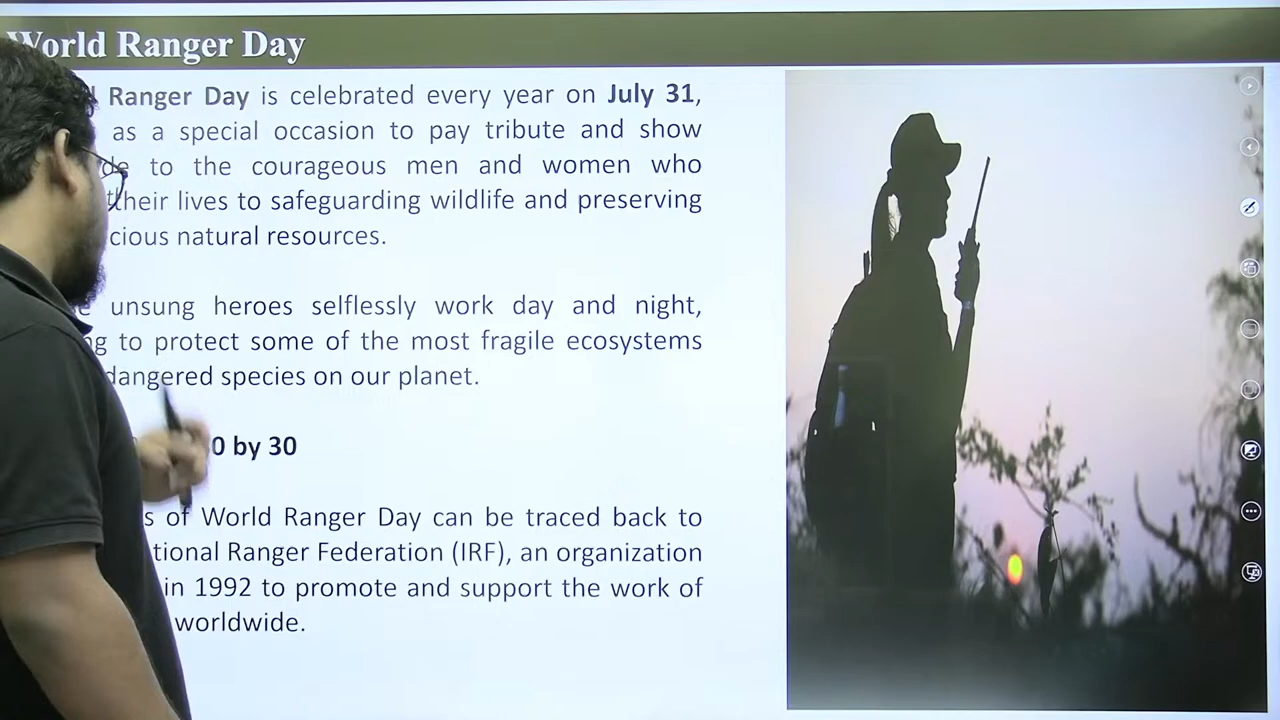 World Ranger Day
Ranger Day is celebrated every year on July 31,
as a special occasion to pay tribute and show
to the courageous men and women who
their lives to safeguarding wildlife and preserving
natural resources.
unsung heroes selflessly work day and night,
to protect some of the most fragile ecosystems
species on our planet.
by 30
of World Ranger Day can be traced back to
Ranger Federation (IRF), an organization
in 1992 to promote and support the work of
worldwide.